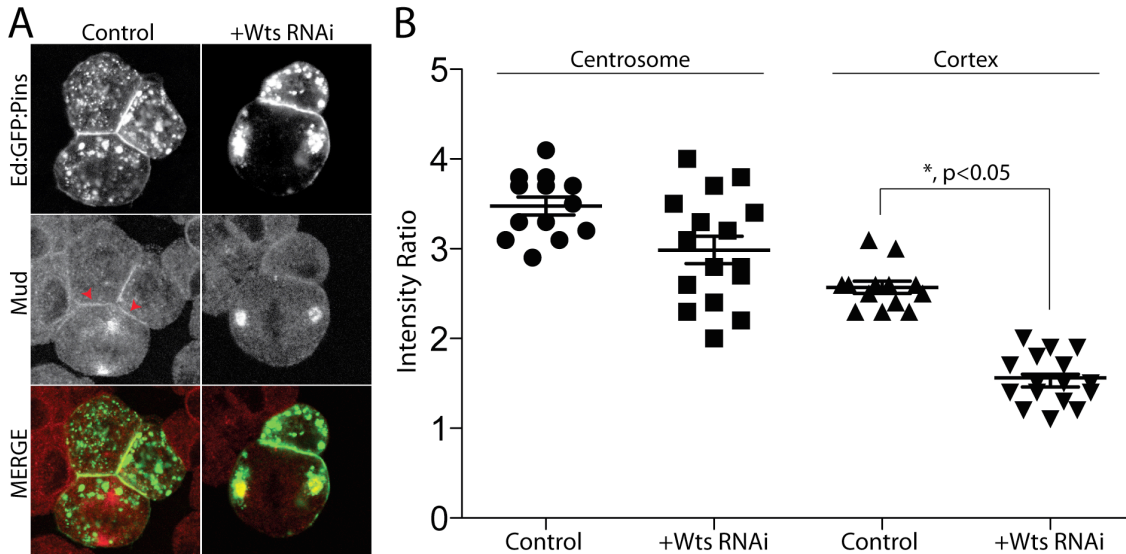 A
Control
+Wts RNAi
Ed:GFP:Pins
Mud
MERGE
B
Centrosome
Cortex
*, p<0.05
Intensity Ratio
5
4
3
2
1
0
Control
+Wts RNAi
Control
+Wts RNAi